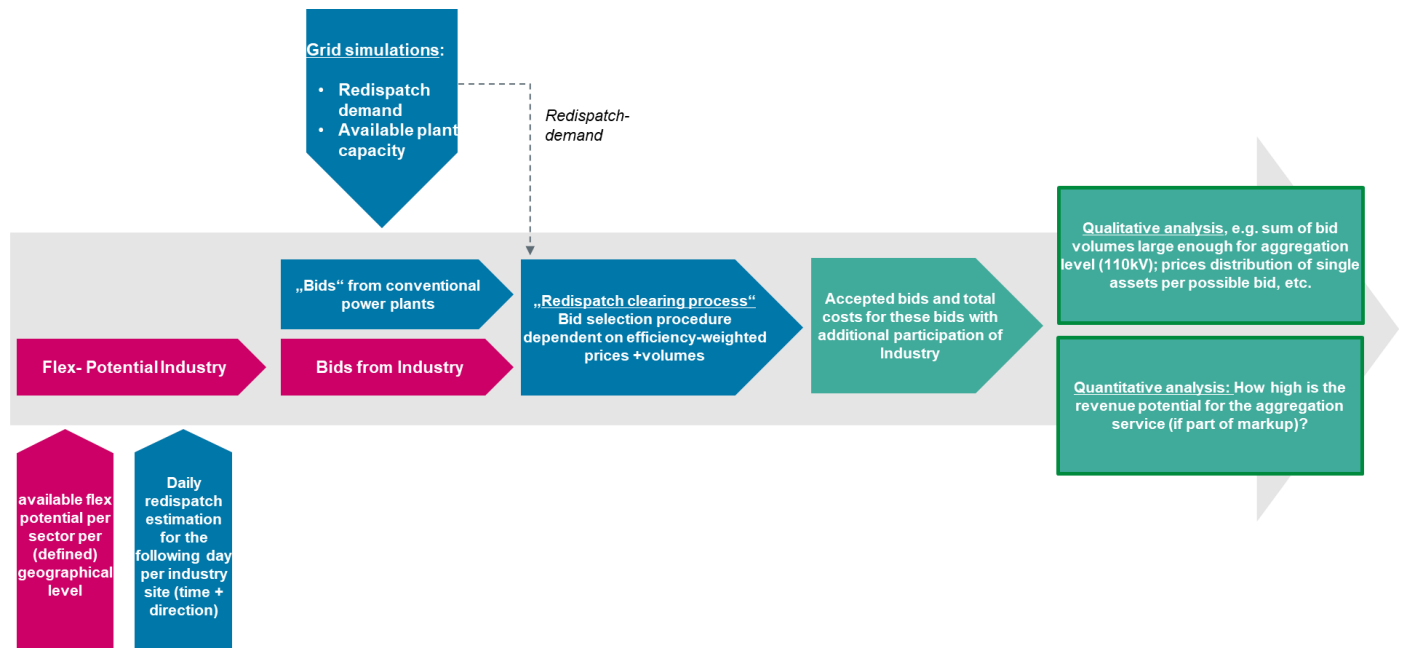 Grid simulations:
• Redispatch
demand
• Available plant
capacity
Redispatch-
demand
„Bids“ from conventional
power plants
Flex- Potential Industry
Bids from Industry
„Redispatch clearing process“
Bid selection procedure
dependent on efficiency-weighted
prices +volumes
Accepted bids and total
costs for these bids with
additional participation of
Industry
Qualitative analysis, e.g. sum of bid
volumes large enough for aggregation
level (110kV); prices distribution of single
assets per possible bid, etc.
Quantitative analysis: How high is the
revenue potential for the aggregation
service (if part of markup)?
available flex
potential per
sector per
(defined)
geographical
level
Daily
redispatch
estimation
for the
following day
per industry
site (time +
direction)